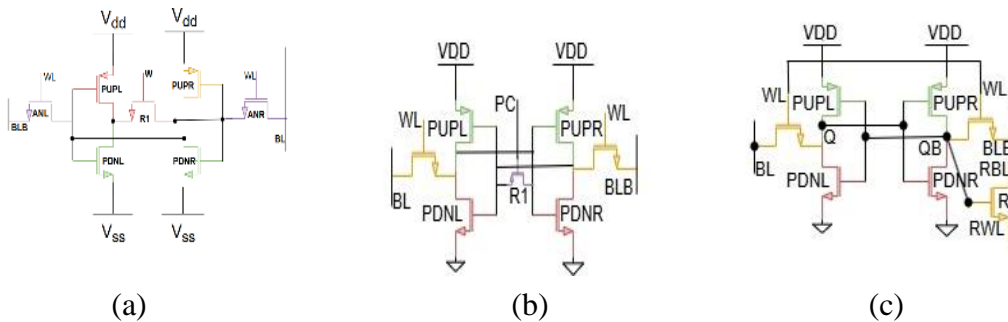 Vdd
Vdd
WL
W
WL
PUPL
PUPR
BLB
ANL
R1
ANR
BL
PDNL
PDNR
Vss
Vss
(a)
VDD
VDD
PC
WL
WL
PUPL
PUPR
BL
R1
BLB
PDNL
PDNR
(b)
VDD
VDD
WL
WL
PUPL
PUPR
Q
QB
BLB
BL
RBL
PDNL
PDNR
R
RWL
(c)